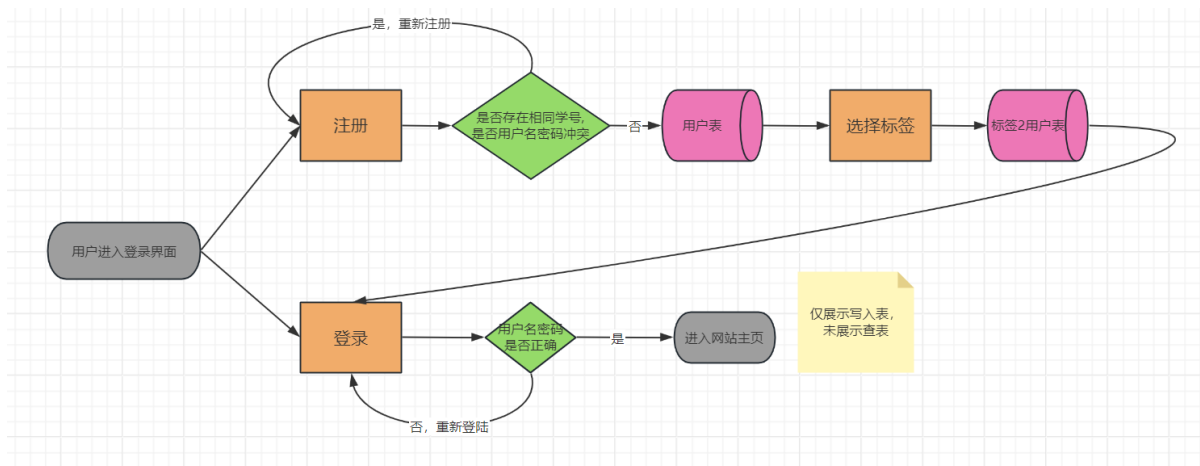 是，重新注册
注册
是否存在相同学号,
是否用户名密码冲突
否
用户表
选择标签
标签2用户表
用户进入登录界面
登录
用户名密码
是否正确
是
进入网站主页
仅展示写入表，
未展示查表
否，重新登陆